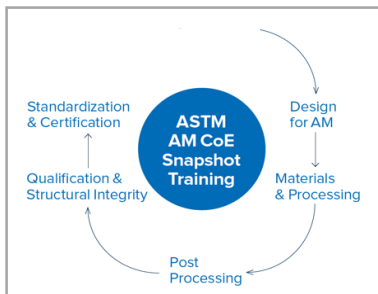 ASTM
AM CoE
Snapshot
Training
Design
for AM
Materials
& Processing
Post
Processing
Qualification &
Structural Integrity
Standardization
& Certification